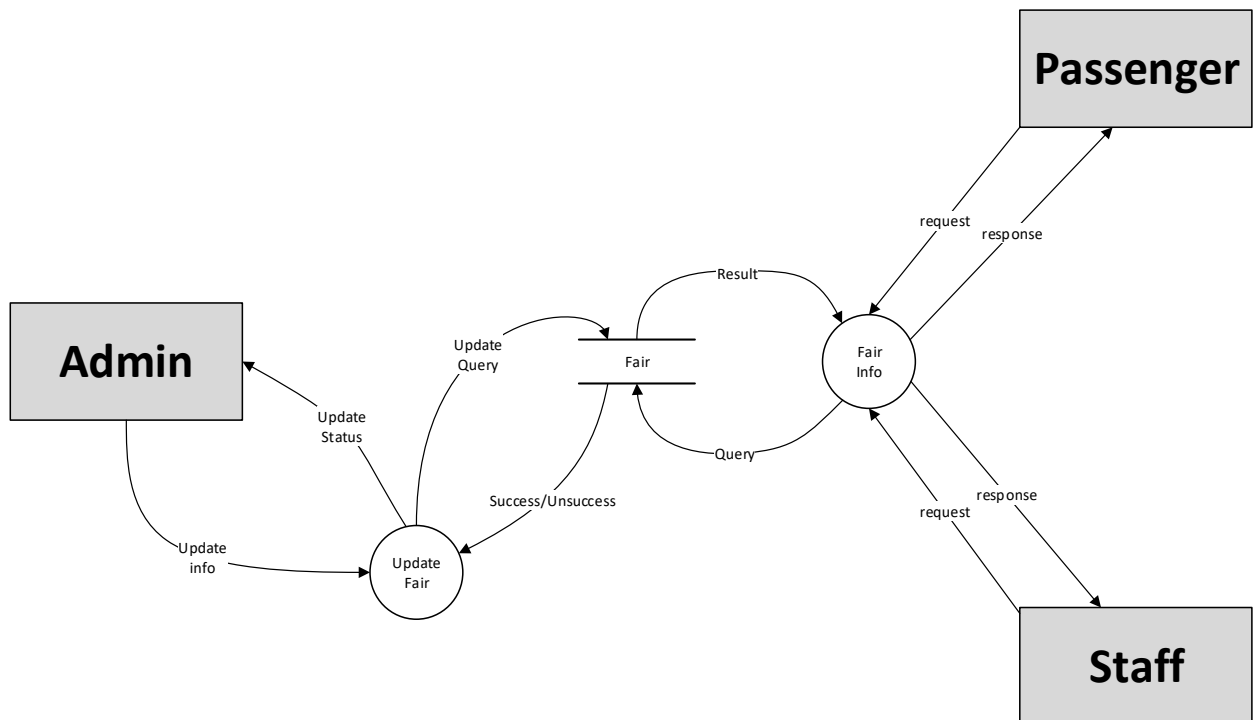 Passenger
request
response
Result
Admin
Update
Query
Fair
Fair
Info
Update
Status
Query
Success/Unsuccess
response
request
Update
info
Update
Fair
Staff